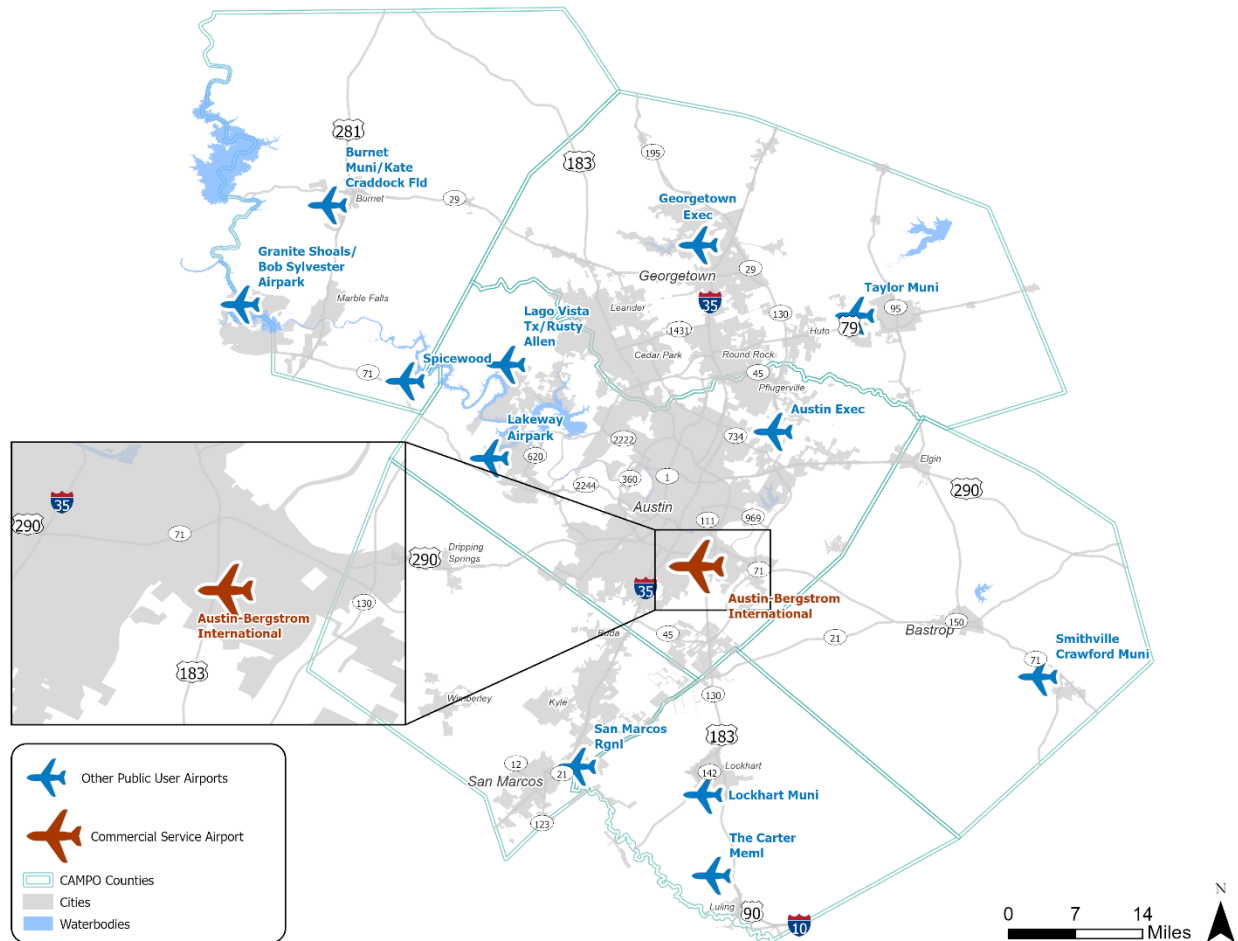 281
Burnet
Muni/Kate
Craddock Fld
Burnet
29
183
195
Georgetown
Exec
Georgetown
29
35
Granite Shoals/
Bob Sylvester
Airpark
Marble Falls
Lago Vista
Tx/Rusty
Allen
Leander
1431
130
Taylor Muni
95
Huto
79
Cedar Park
Round Rock
71
Spicewood
45
Pflugerville
Lakeway
Airpark
620
2222
734
Austin Exec
2244
360
1
Elgin
290
Austin
111
969
35
290
71
Austin-Bergstrom
International
130
183
290
Dripping
Springs
35
71
Austin-Bergstrom
International
Buda
45
21
150
Bastrop
Smithville
Crawford Muni
71
Wimberley
Kyle
130
San Marcos
Rgnl
183
12
21
San Marcos
142
Lockhart
Lockhart Muni
123
The Carter
Meml
Luling
90
10
Other Public User Airports
Commercial Service Airport
CAMPO Counties
Cities
Waterbodies
0 7 14
Miles
N